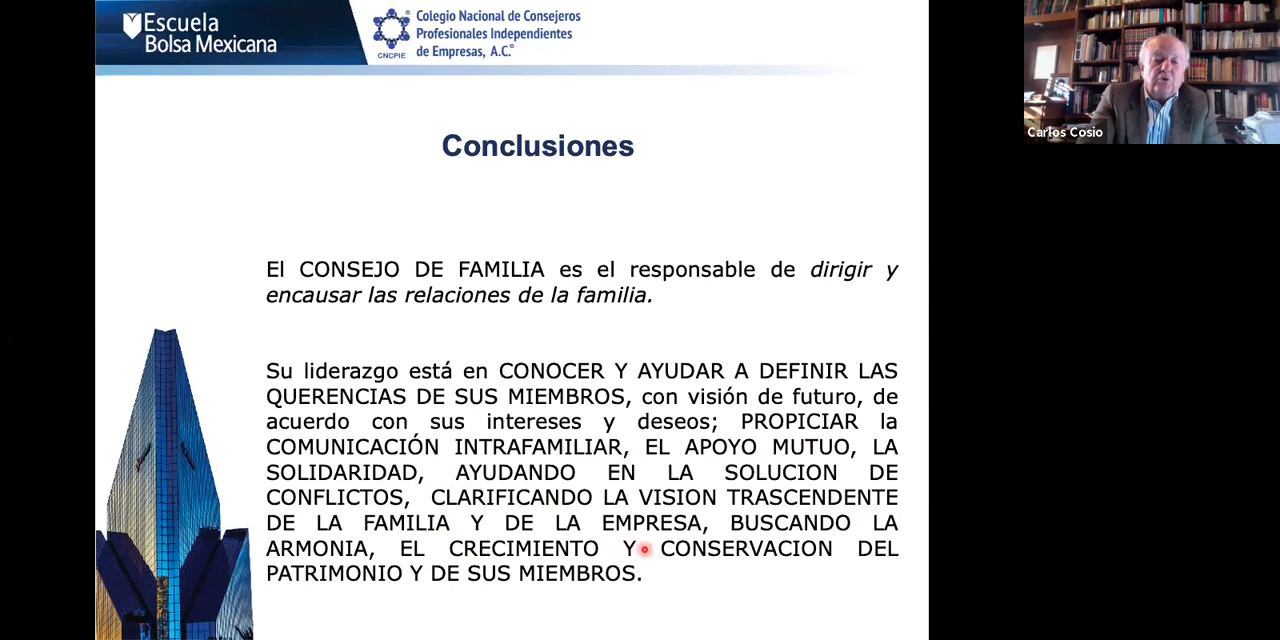 Escuela
Bolsa Mexicana
CNCPIE
Colegio Nacional de Consejeros
Profesionales Independientes
de Empresas, A.C.®
Carlos Cosio
Conclusiones
El CONSEJO DE FAMILIA es el responsable de dirigir y
encausar las relaciones de la familia.
Su liderazgo está en CONOCER Y AYUDAR A DEFINIR LAS
QUERENCIAS DE SUS MIEMBROS, con visión de futuro, de
acuerdo con sus intereses y deseos; PROPICIAR la
COMUNICACIÓN INTRAFAMILIAR, EL APOYO MUTUO, LA
SOLIDARIDAD, AYUDANDO EN LA SOLUCION DE
CONFLICTOS, CLARIFICANDO LA VISION TRASCENDENTE
DE LA FAMILIA Y DE LA EMPRESA, BUSCANDO LA
ARMONIA, EL CRECIMIENTO Y CONSERVACION DEL
PATRIMONIO Y DE SUS MIEMBROS.